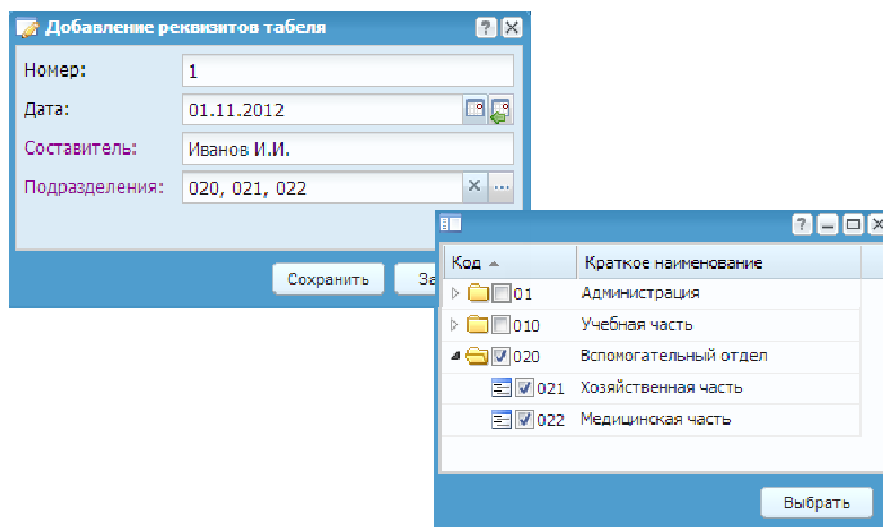 Добавление реквизитов табеля
Номер: 1
Дата: 01.11.2012
Составитель: Иванов И.И.
Подразделения: 020, 021, 022
Сохранить За
Код Краткое наименование
01 Администрация
010 Учебная часть
020 Вспомогательный отдел
021 Хозяйственная часть
022 Медицинская часть
Выбрать